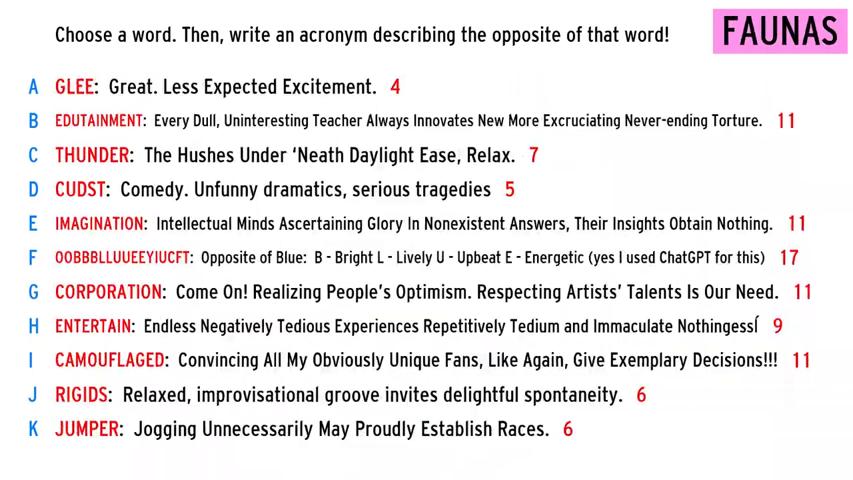 Choose a word. Then, write an acronym describing the opposite of that word!
FAUNAS
A GLEE: Great. Less Expected Excitement. 4
B EDUTAINMENT: Every Dull, Uninteresting Teacher Always Innovates New More Excruciating Never-ending Torture. 11
C THUNDER: The Hushes Under ‘Neath Daylight Ease, Relax. 7
D CUDST: Comedy. Unfunny dramatics, serious tragedies 5
E IMAGINATION: Intellectual Minds Ascertaining Glory In Nonexistent Answers, Their Insights Obtain Nothing. 11
F OOBBBLLUUEEYIUCFT: Opposite of Blue: B - Bright L - Lively U - Upbeat E - Energetic (yes I used ChatGPT for this) 17
G CORPORATION: Come On! Realizing People’s Optimism. Respecting Artists’ Talents Is Our Need. 11
H ENTERTAIN: Endless Negatively Tedious Experiences Repetitively Tedium and Immaculate NothingessÍ 9
I CAMOUFLAGED: Convincing All My Obviously Unique Fans, Like Again, Give Exemplary Decisions!!! 11
J RIGIDS: Relaxed, improvisational groove invites delightful spontaneity. 6
K JUMPER: Jogging Unnecessarily May Proudly Establish Races. 6